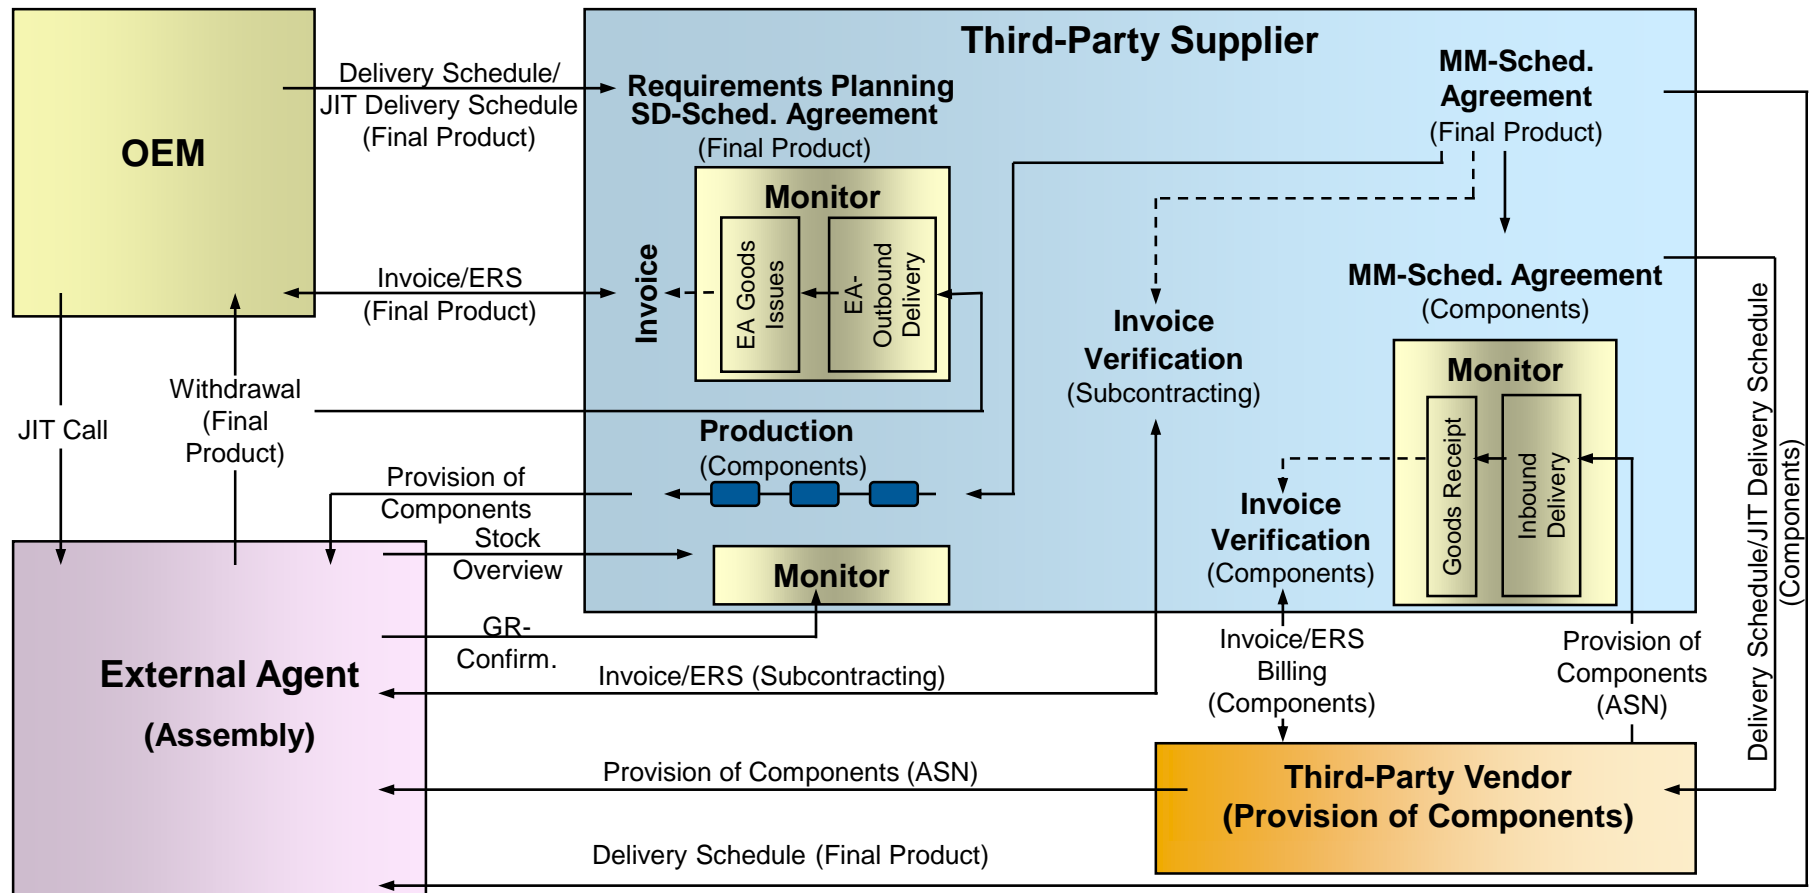 Third-Party Supplier
OEM
Delivery Schedule/
JIT Delivery Schedule
(Final Product)
Requirements Planning
SD-Sched. Agreement
(Final Product)
MM-Sched.
Agreement
(Final Product)
Monitor
EA Goods
Issues
EA-
Outbound
Delivery
Invoice
Invoice/ERS
(Final Product)
MM-Sched. Agreement
(Components)
Invoice
Verification
(Subcontracting)
Monitor
Goods Receipt
Inbound
Delivery
JIT Call
Withdrawal
(Final
Product)
Production
(Components)
Provision of
Components
Stock
Overview
Monitor
Invoice
Verification
(Components)
GR-
Confirm.
External Agent
(Assembly)
Invoice/ERS (Subcontracting)
Invoice/ERS
Billing
(Components)
Provision of
Components
(ASN)
Delivery Schedule/JIT Delivery Schedule
(Components)
Provision of Components (ASN)
Third-Party Vendor
(Provision of Components)
Delivery Schedule (Final Product)